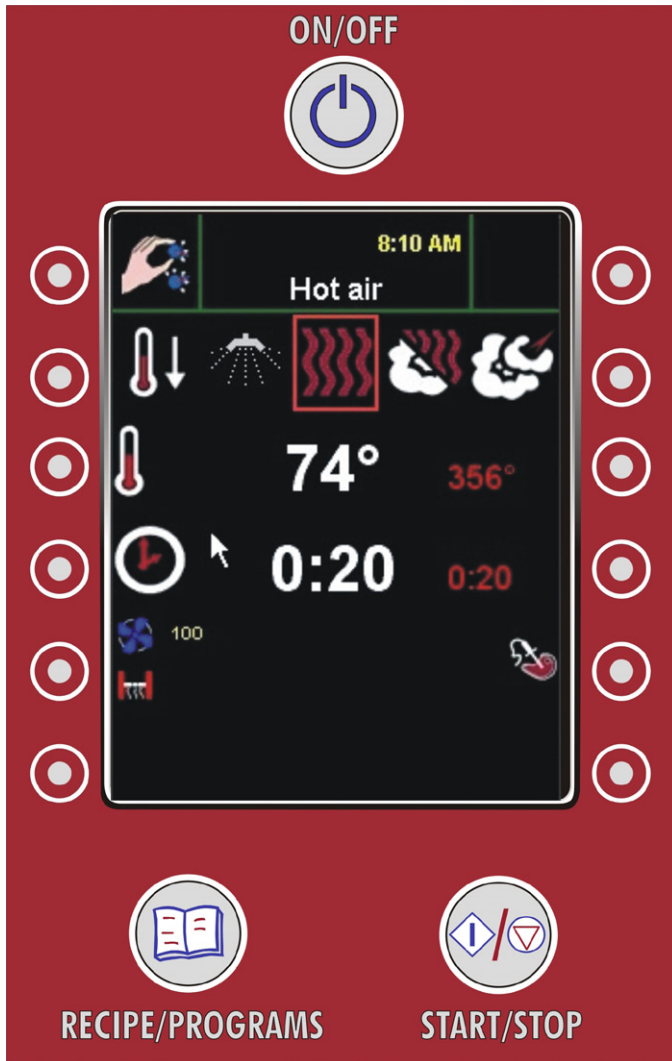 ON/OFF
8:10 AM
Hot air
74° 356°
0:20 0:20
100
RECIPE/PROGRAMS START/STOP